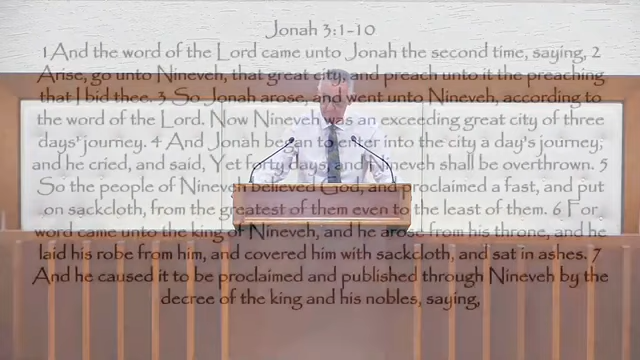 Jonah 3:1-10
1 And the word of the Lord came unto Jonah the second time, saying, 2
Arise, go unto Nineveh, that great city, and preach unto it the preaching
that I bid thee. 3 So Jonah arose, and went unto Nineveh, according to
the word of the Lord. Now Nineveh was an exceeding great city of three
days' journey. 4 And Jonah began to enter into the city a day's journey;
and he cried, and said, Yet forty days, and Nineveh shall be overthrown. 5
So the people of Nineveh believed God, and proclaimed a fast, and put
on sackcloth, from the greatest of them even to the least of them. 6 For
word came unto the king of Nineveh, and he arose from his throne, and he
laid his robe from him, and covered him with sackcloth, and sat in ashes. 7
And he caused it to be proclaimed and published through Nineveh by the
decree of the king and his nobles, saying,